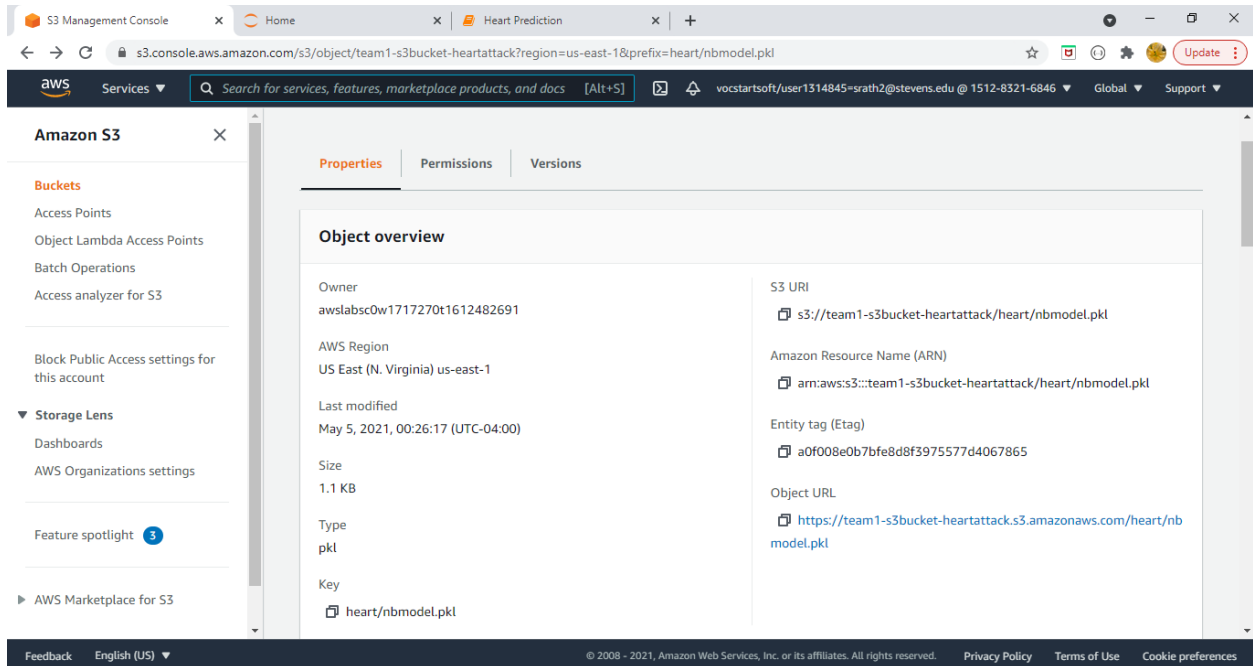 S3 Management Console
Home
Heart Prediction
s3.console.aws.amazon.com/s3/object/team1-s3bucket-heartattack?region=us-east-1&prefix=heart/nbmodel.pkl
Update
aws
Services
Search for services, features, marketplace products, and docs [Alt+S]
vocstartsoft/user1314845=srath2@stevens.edu @ 1512-8321-6846
Global
Support
Amazon S3
Buckets
Access Points
Object Lambda Access Points
Batch Operations
Access analyzer for S3
Block Public Access settings for
this account
Storage Lens
Dashboards
AWS Organizations settings
Feature spotlight 3
AWS Marketplace for S3
Properties
Permissions
Versions
Object overview
Owner
awslabsc0w1717270t1612482691
AWS Region
US East (N. Virginia) us-east-1
Last modified
May 5, 2021, 00:26:17 (UTC-04:00)
Size
1.1 KB
Type
pkl
Key
heart/nbmodel.pkl
S3 URI
s3://team1-s3bucket-heartattack/heart/nbmodel.pkl
Amazon Resource Name (ARN)
arn:aws:s3:::team1-s3bucket-heartattack/heart/nbmodel.pkl
Entity tag (Etag)
a0f008e0b7bfe8d8f3975577d4067865
Object URL
https://team1-s3bucket-heartattack.s3.amazonaws.com/heart/nb
model.pkl
Feedback
English (US)
© 2008 - 2021, Amazon Web Services, Inc. or its affiliates. All rights reserved.
Privacy Policy
Terms of Use
Cookie preferences